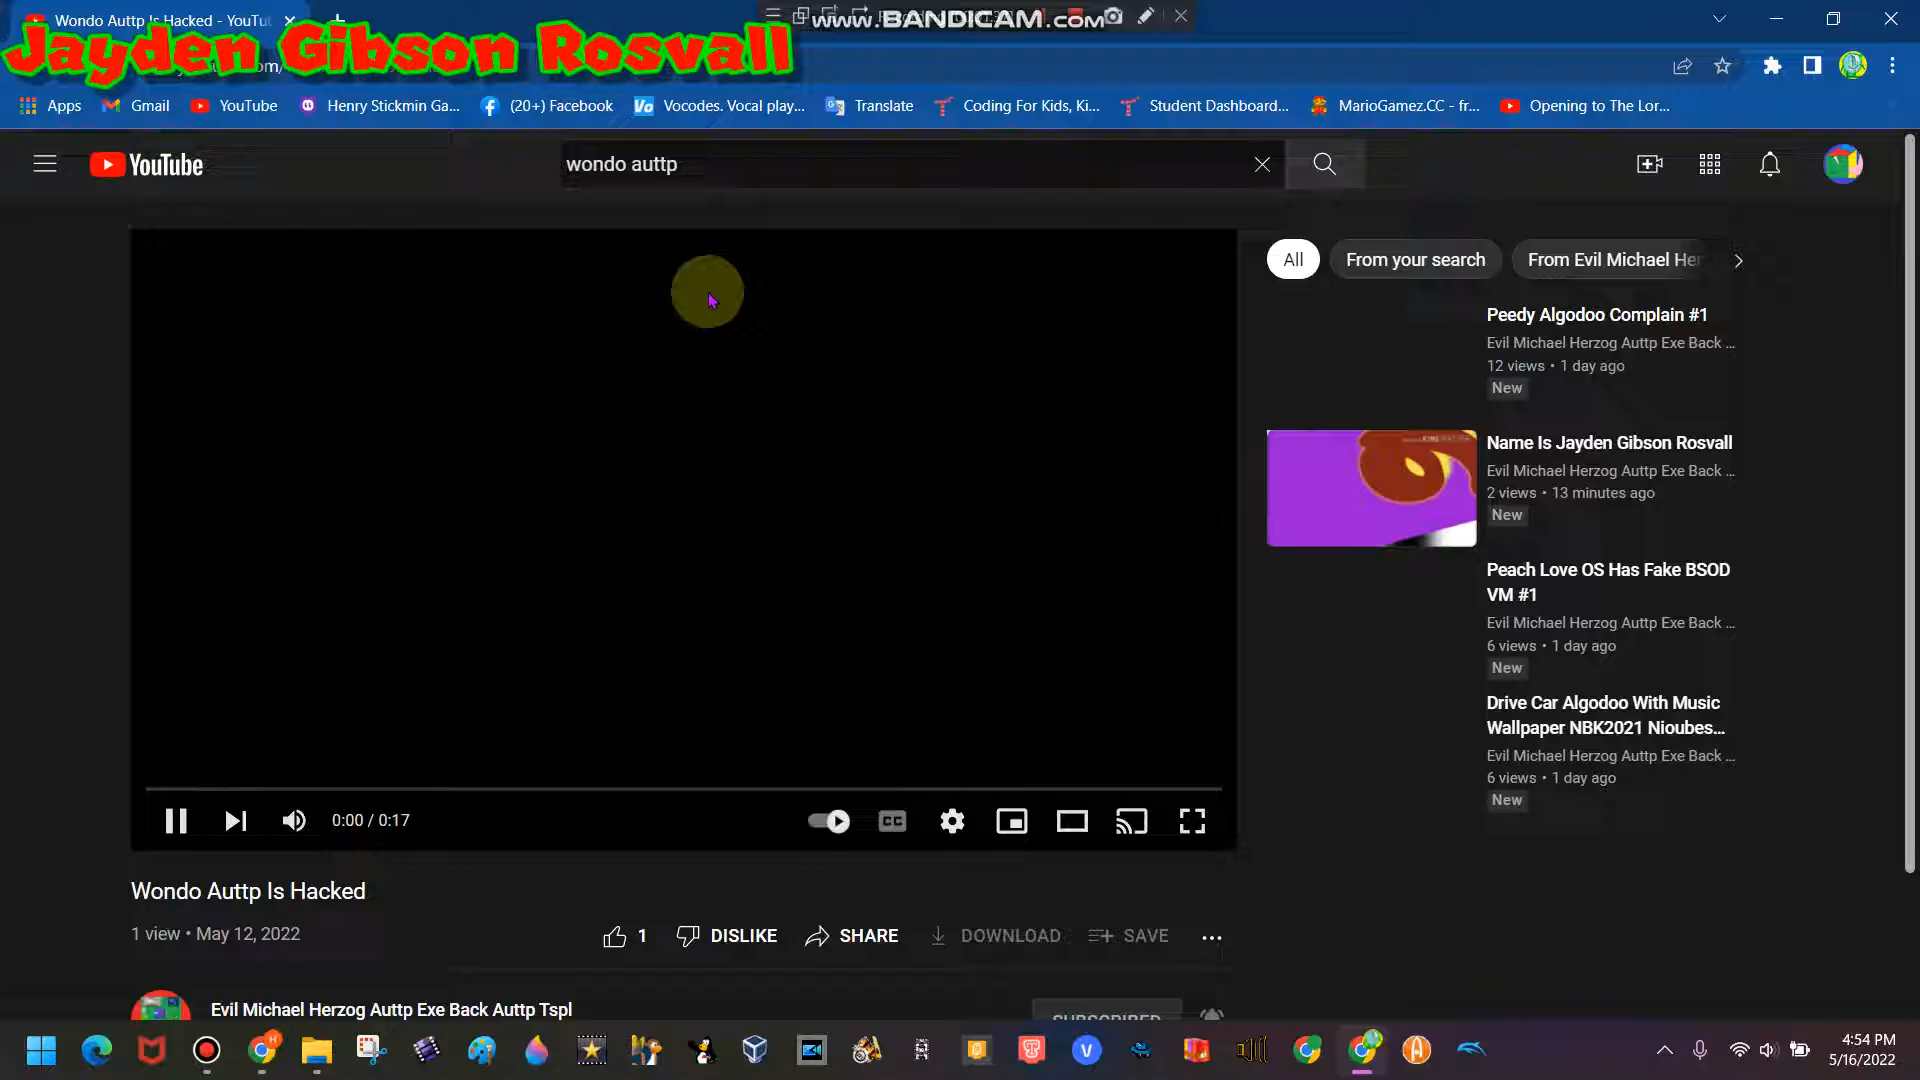 Wondo Auttp Is Hacked - YouTu
www.BANDICAM.com
Jayden Gibson Rosvall
Apps
Gmail
YouTube
Henry Stickmin Ga...
(20+) Facebook
Vocodes. Vocal play...
Translate
Coding For Kids, Ki...
Student Dashboard...
MarioGamez.CC - fr...
Opening to The Lor...
YouTube
wondo auttp
All
From your search
From Evil Michael Her
Peedy Algodoo Complain #1
Evil Michael Herzog Auttp Exe Back ...
12 views • 1 day ago
New
Name Is Jayden Gibson Rosvall
Evil Michael Herzog Auttp Exe Back ...
2 views • 13 minutes ago
New
Peach Love OS Has Fake BSOD
VM #1
Evil Michael Herzog Auttp Exe Back ...
6 views • 1 day ago
New
Drive Car Algodoo With Music
Wallpaper NBK2021 Nioubes...
Evil Michael Herzog Auttp Exe Back ...
6 views • 1 day ago
New
0:00 / 0:17
CC
Wondo Auttp Is Hacked
1 view • May 12, 2022
1
DISLIKE
SHARE
DOWNLOAD
SAVE
Evil Michael Herzog Auttp Exe Back Auttp Tspl
SUBSCRIBED
4:54 PM
5/16/2022